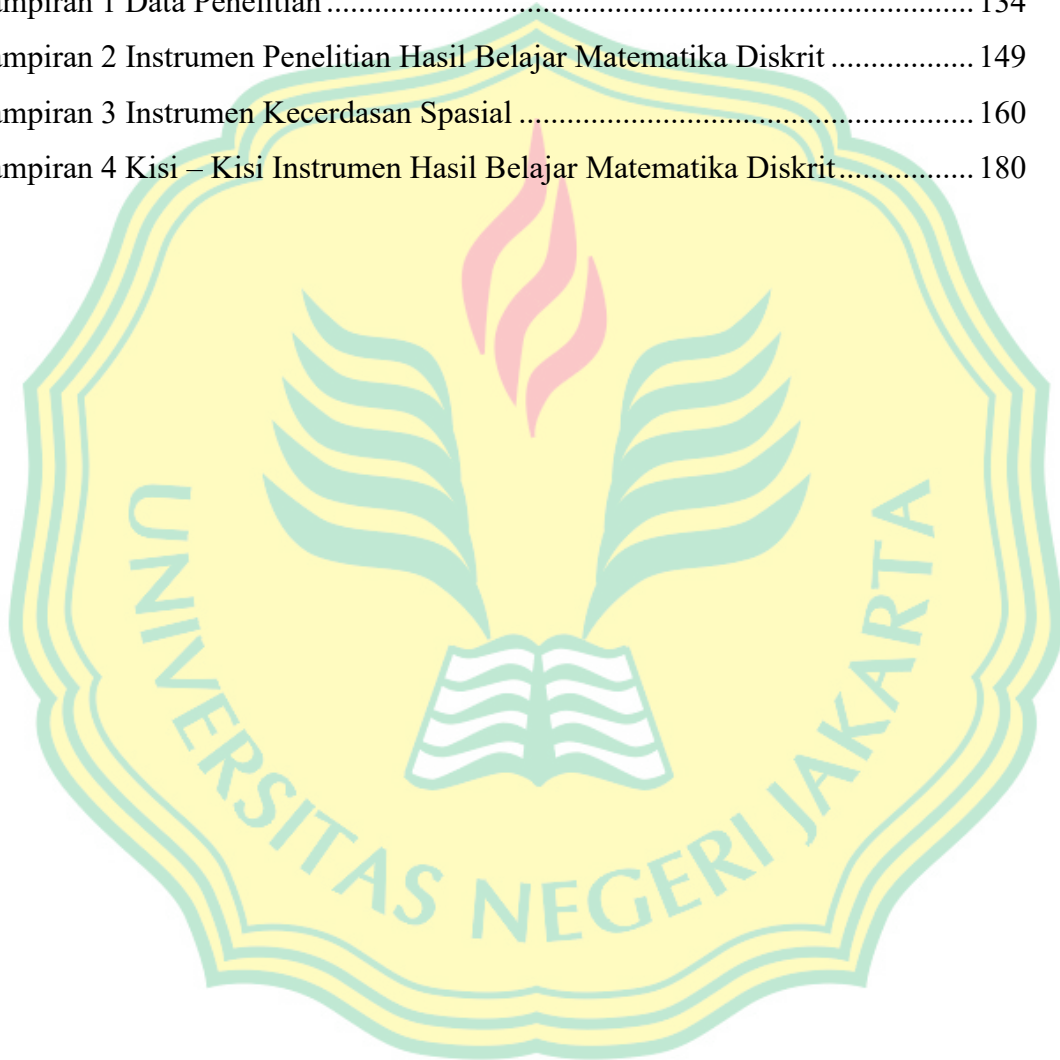 ampiran 1 Data Penelitian ........................................................................................ 134
ampiran 2 Instrumen Penelitian Hasil Belajar Matematika Diskrit .................. 149
ampiran 3 Instrumen Kecerdasan Spasial .......................................................... 160
ampiran 4 Kisi – Kisi Instrumen Hasil Belajar Matematika Diskrit ................. 180
UNIVERSITAS NEGERI JAKARTA